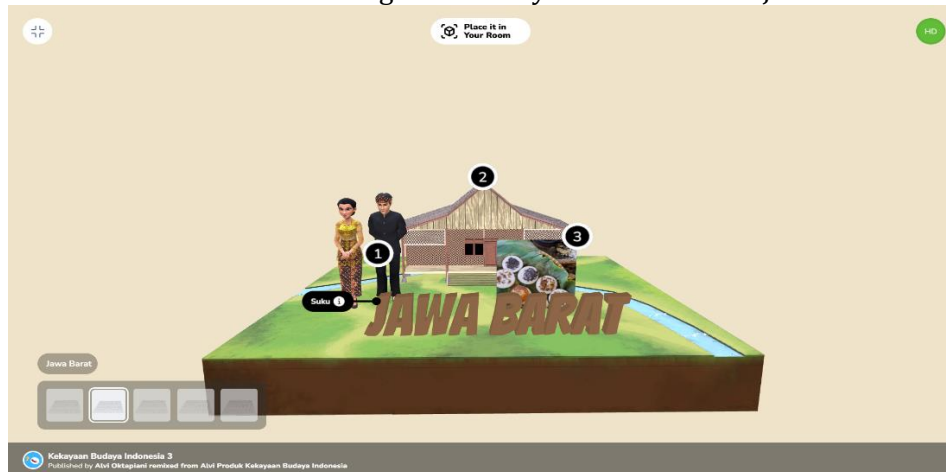 Place it in
Your Room
HD
2
3
1
Suku i
JAWA BARAT
Jawa Barat
Kekayaan Budaya Indonesia 3
Published by Alvi Oktapiani remixed from Alvi Produk Kekayaan Budaya Indonesia